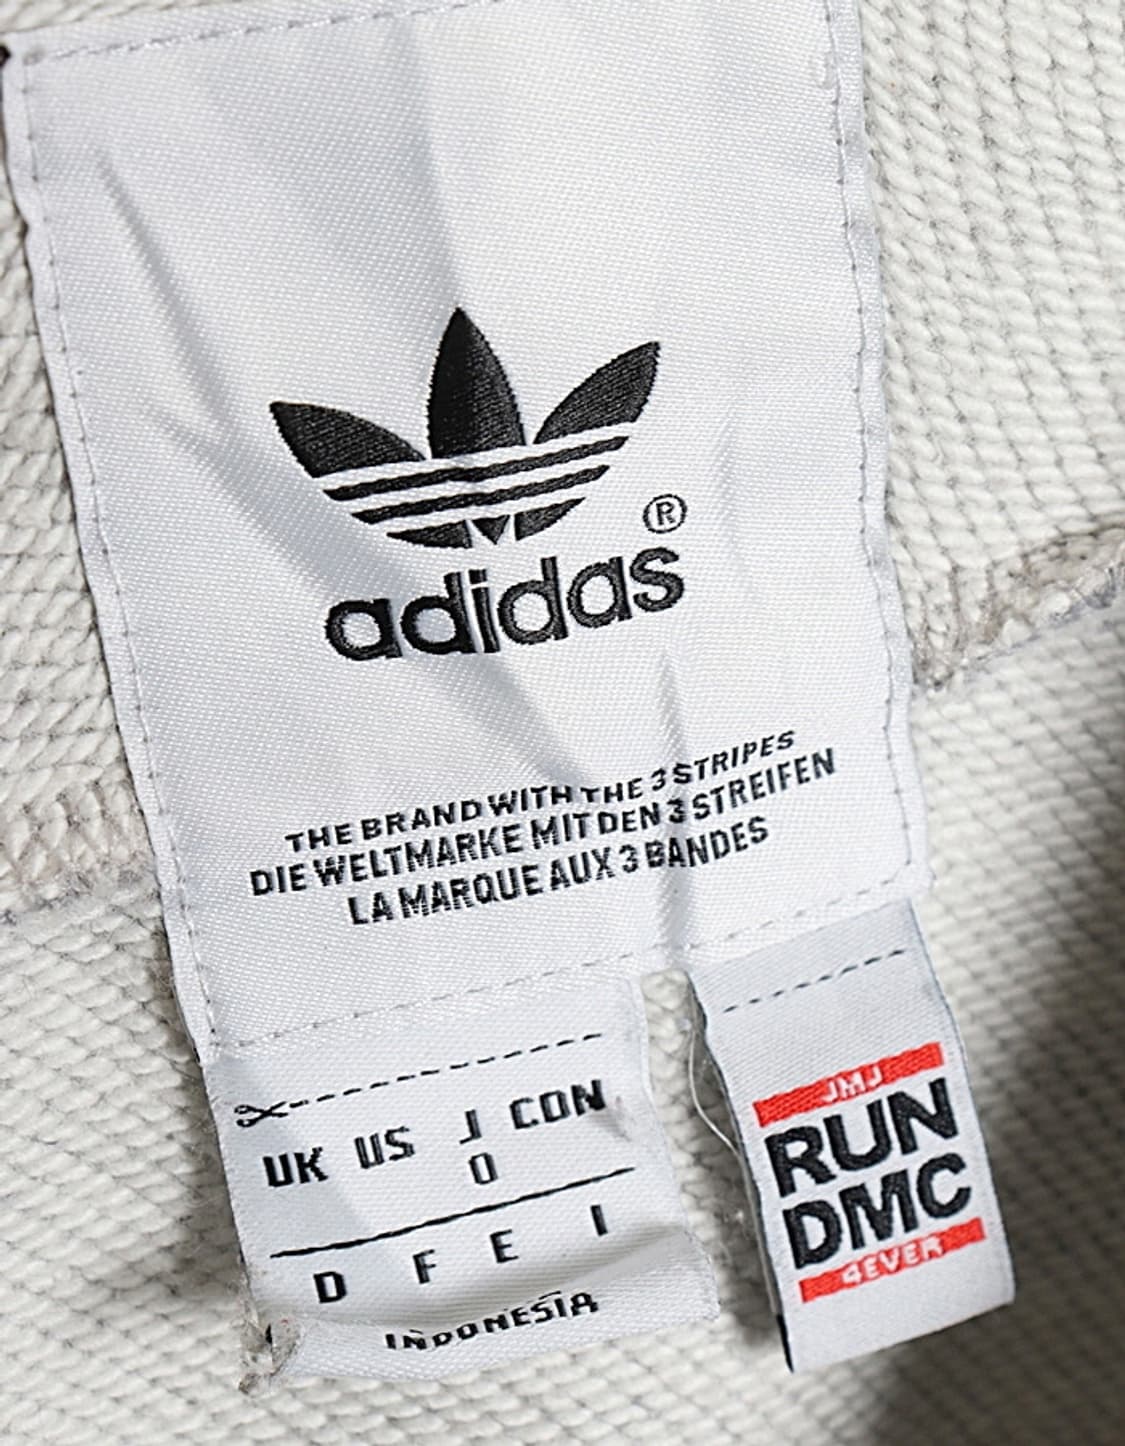 ®
adidas
THE BRAND WITH THE 3 STRIPES
DIE WELTMARKE MIT DEN 3 STREIFEN
LA MARQUE AUX 3 BANDES
UK US J CON
O
D F E I
INDONESIA
JMJ
RUN
DMC
4EVER